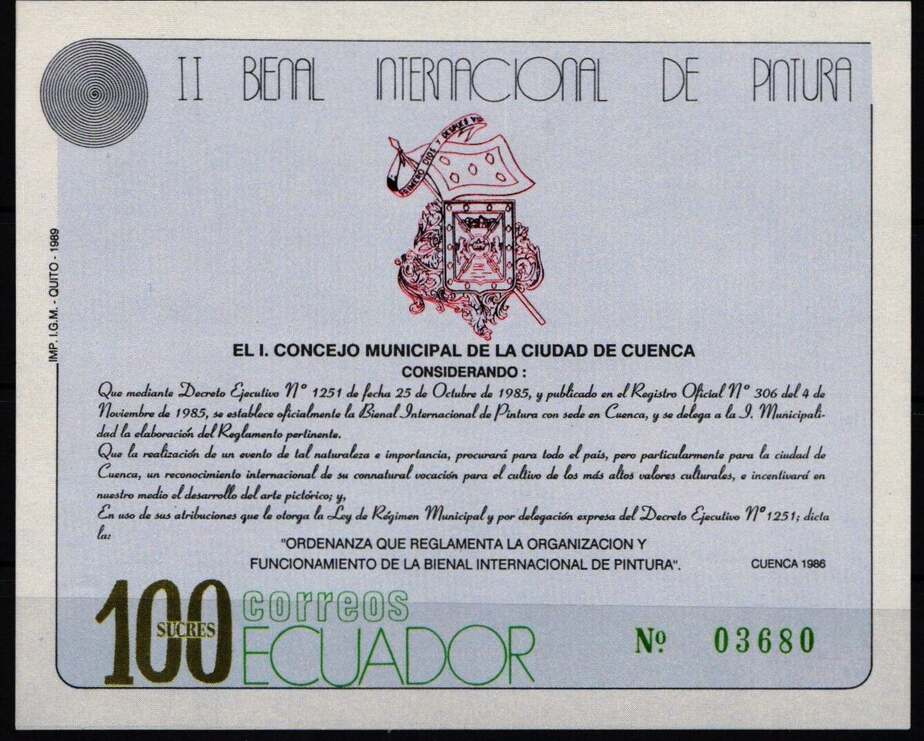 II BIENAL INTERNACIONAL DE PINTURA
PRIMERO DIOS Y DESPUES VOS
IMP. I.G.M. - QUITO - 1989
EL I. CONCEJO MUNICIPAL DE LA CIUDAD DE CUENCA
CONSIDERANDO :
Que mediante Decreto Ejecutivo Nº 1251 de fecha 25 de Octubre de 1985, y publicado en el Registro Oficial Nº 306 del 4 de
Noviembre de 1985, se establece oficialmente la Bienal Internacional de Pintura con sede en Cuenca, y se delega a la I. Municipali-
dad la elaboración del Reglamento pertinente.
Que la realización de un evento de tal naturaleza e importancia, procurará para todo el país, pero particularmente para la ciudad de
Cuenca, un reconocimiento internacional de su connatural vocación para el cultivo de los más altos valores culturales, e incentivará en
nuestro medio el desarrollo del arte pictórico; y,
En uso de sus atribuciones que le otorga la Ley de Régimen Municipal y por delegación expresa del Decreto Ejecutivo Nº 1251; dicta
la:
"ORDENANZA QUE REGLAMENTA LA ORGANIZACION Y
FUNCIONAMIENTO DE LA BIENAL INTERNACIONAL DE PINTURA".
CUENCA 1986
100 SUCRES
correos
ECUADOR
Nº 03680